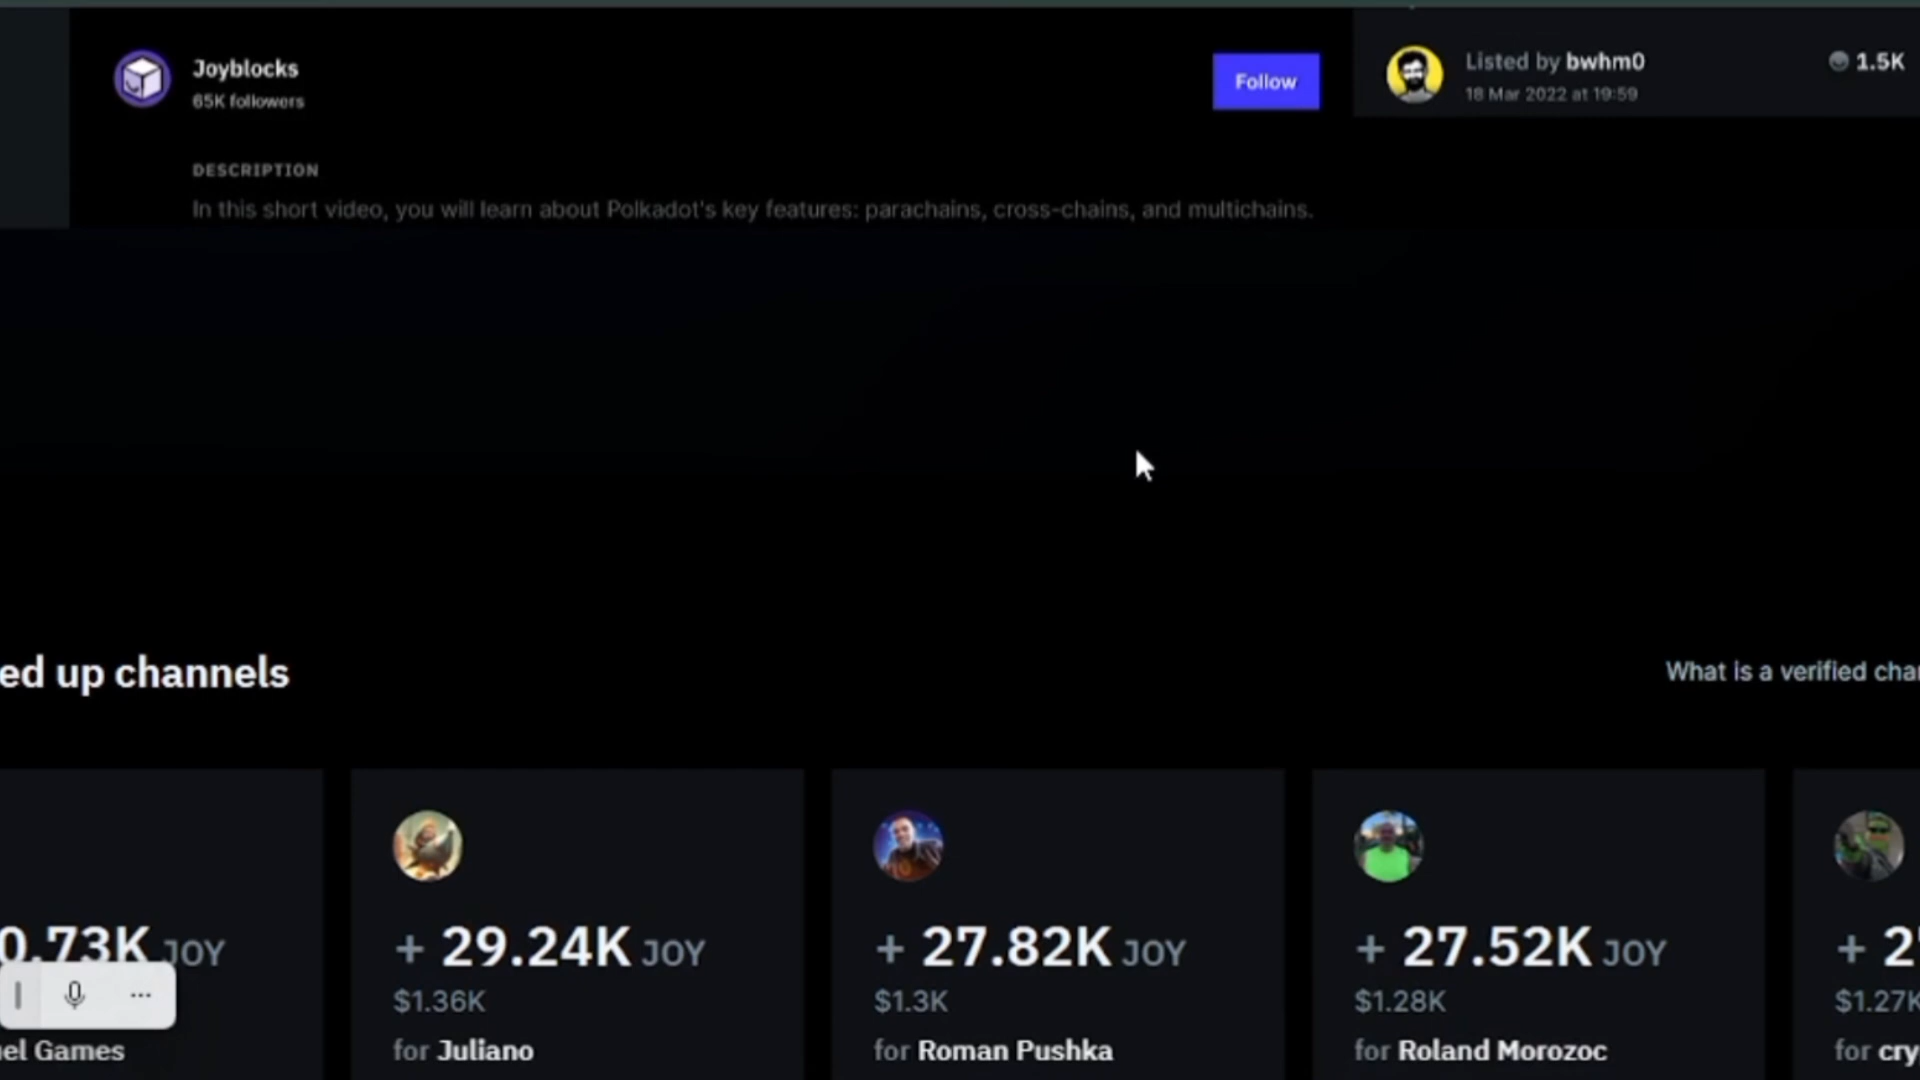 Joyblocks
65K followers
Follow
Listed by bwhm0
1.5K
18 Mar 2022 at 19:59
DESCRIPTION
In this short video, you will learn about Polkadot's key features: parachains, cross-chains, and multichains.
ed up channels
What is a verified
0.73K JOY
+ 29.24K JOY
+ 27.82K JOY
+ 27.52K JOY
+ 2
$1.36K
$1.3K
$1.28K
$1.27K
Games
for Juliano
for Roman Pushka
for Roland Morozoc
for cry